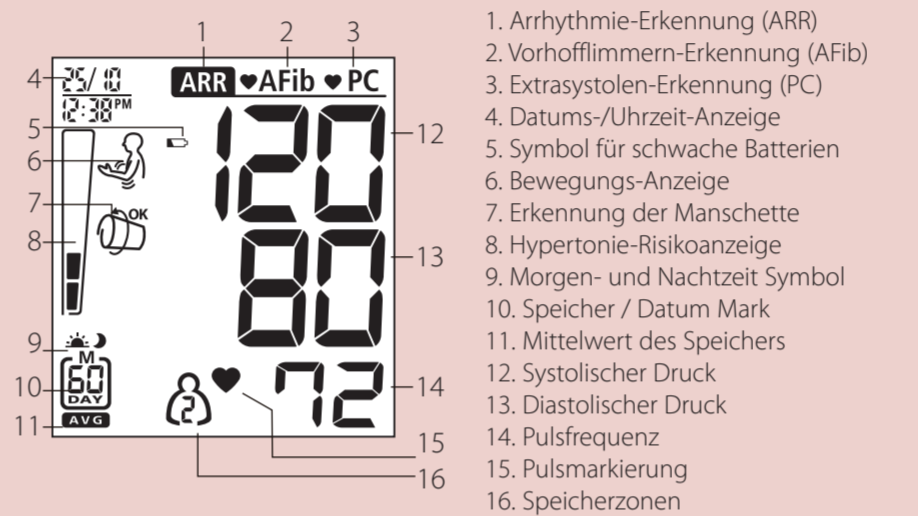 1 2 3
4 25/10 ARR AFib PC
12:38 PM
5 120 12
6
7 OK
8 80 13
9
M
10 60 72 14
DAY 2
11 AVG
15
16
1. Arrhythmie-Erkennung (ARR)
2. Vorhofflimmern-Erkennung (AFib)
3. Extrasystolen-Erkennung (PC)
4. Datums-/Uhrzeit-Anzeige
5. Symbol für schwache Batterien
6. Bewegungs-Anzeige
7. Erkennung der Manschette
8. Hypertonie-Risikoanzeige
9. Morgen- und Nachtzeit Symbol
10. Speicher / Datum Mark
11. Mittelwert des Speichers
12. Systolischer Druck
13. Diastolischer Druck
14. Pulsfrequenz
15. Pulsmarkierung
16. Speicherzonen